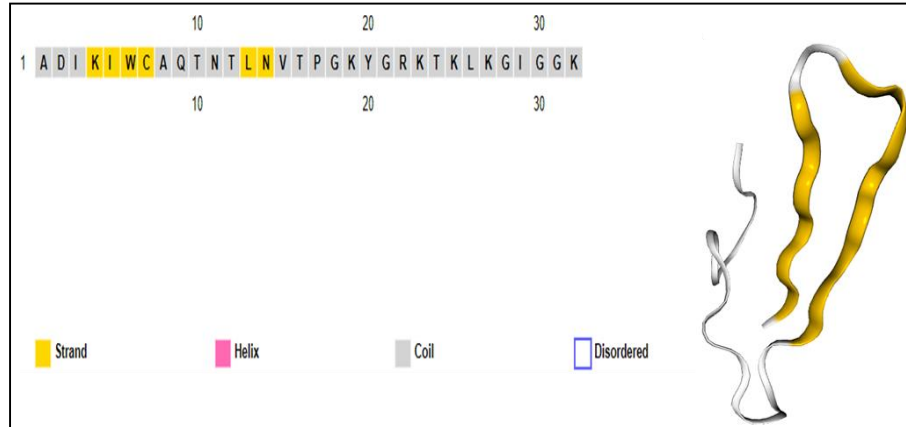 10 20 30
1 A D I K I W C A Q T N T L N V T P G K Y G R K T K L K G I G G K
10 20 30
Strand Helix Coil Disordered